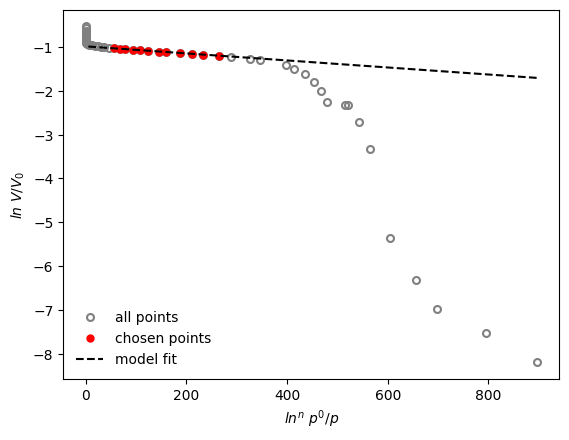 −1
−2
−3
−4
−5
−6
−7
−8
ln V/V₀
all points
chosen points
model fit
0
200
400
600
800
lnⁿ p⁰/p